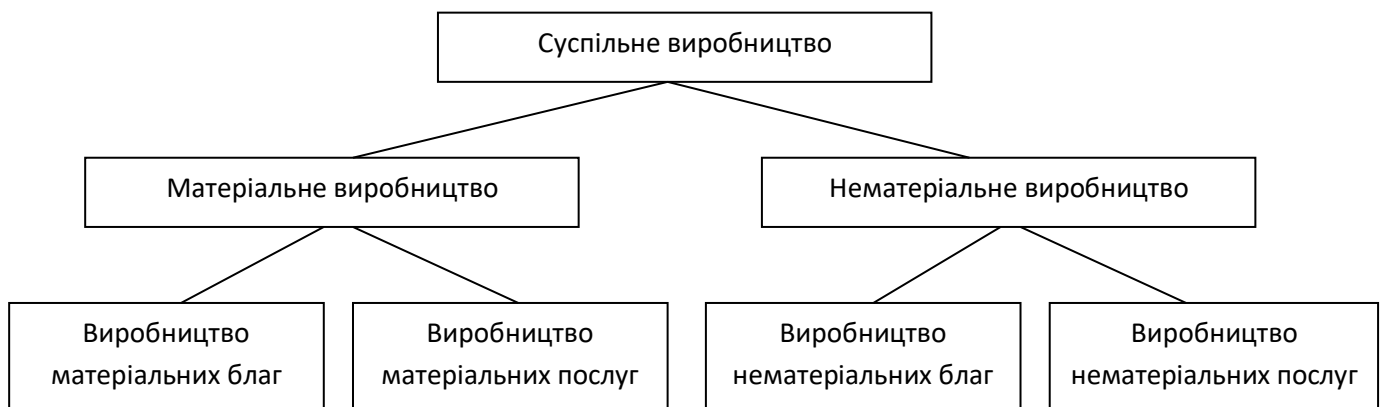 Суспільне виробництво
Матеріальне виробництво
Нематеріальне виробництво
Виробництво
матеріальних благ
Виробництво
матеріальних послуг
Виробництво
нематеріальних благ
Виробництво
нематеріальних послуг